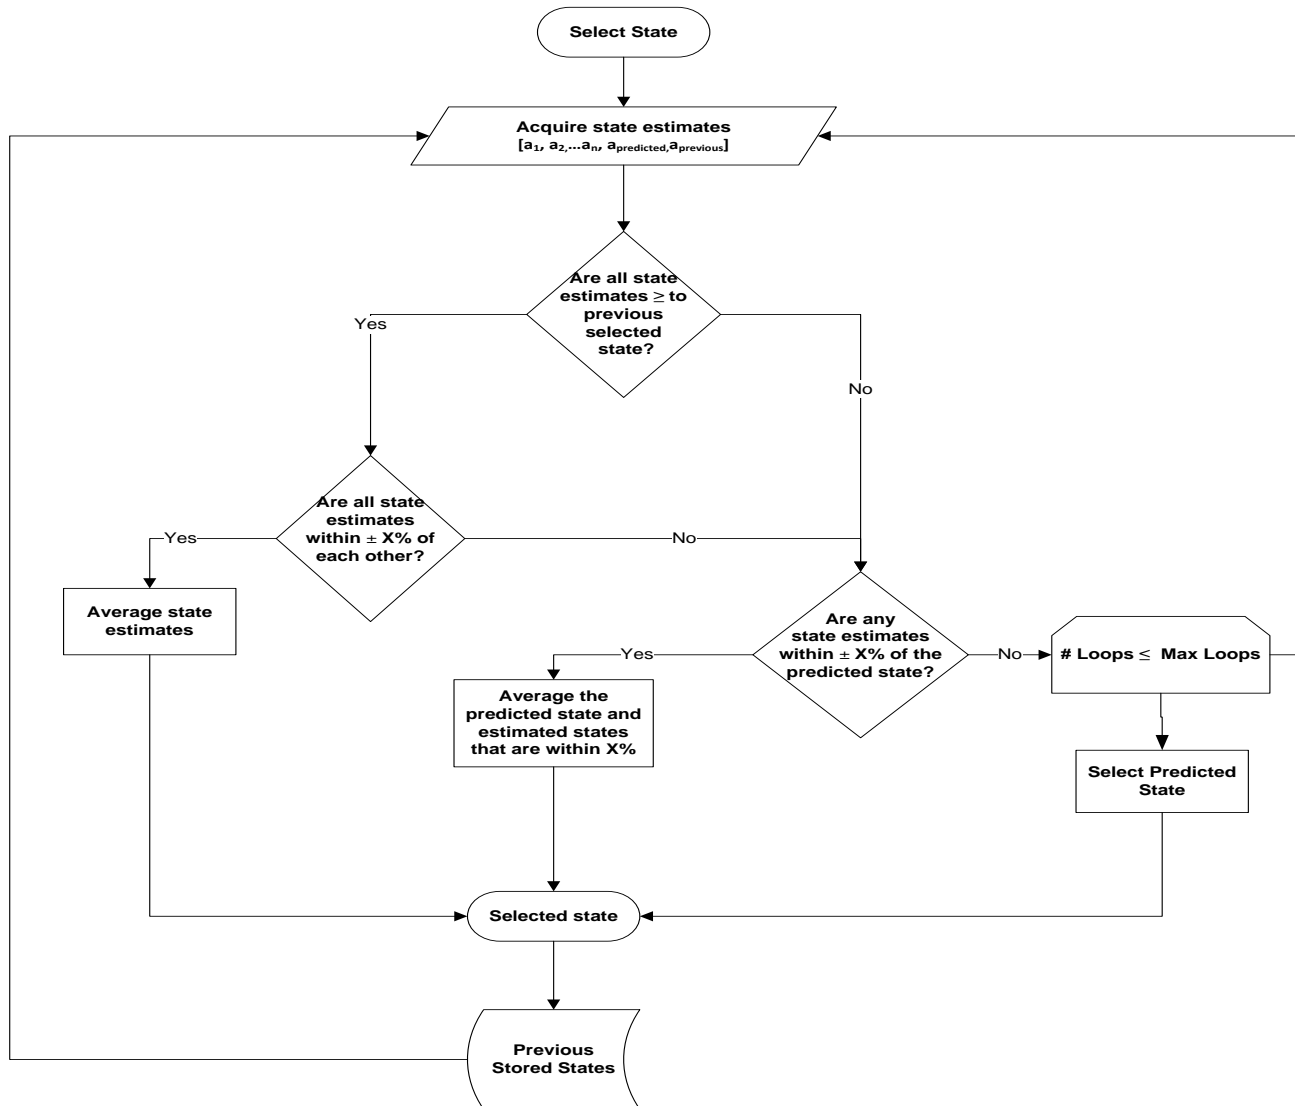 Select State
Acquire state estimates
[a₁, a₂,...aₙ, a_predicted,a_previous]
Are all state
estimates ≥ to
previous
selected
state?
Yes
No
Are all state
estimates
within ± X% of
each other?
Yes
No
Average state
estimates
Are any
state estimates
within ± X% of the
predicted state?
Yes
No
# Loops ≤ Max Loops
Average the
predicted state and
estimated states
that are within X%
Select Predicted
State
Selected state
Previous
Stored States